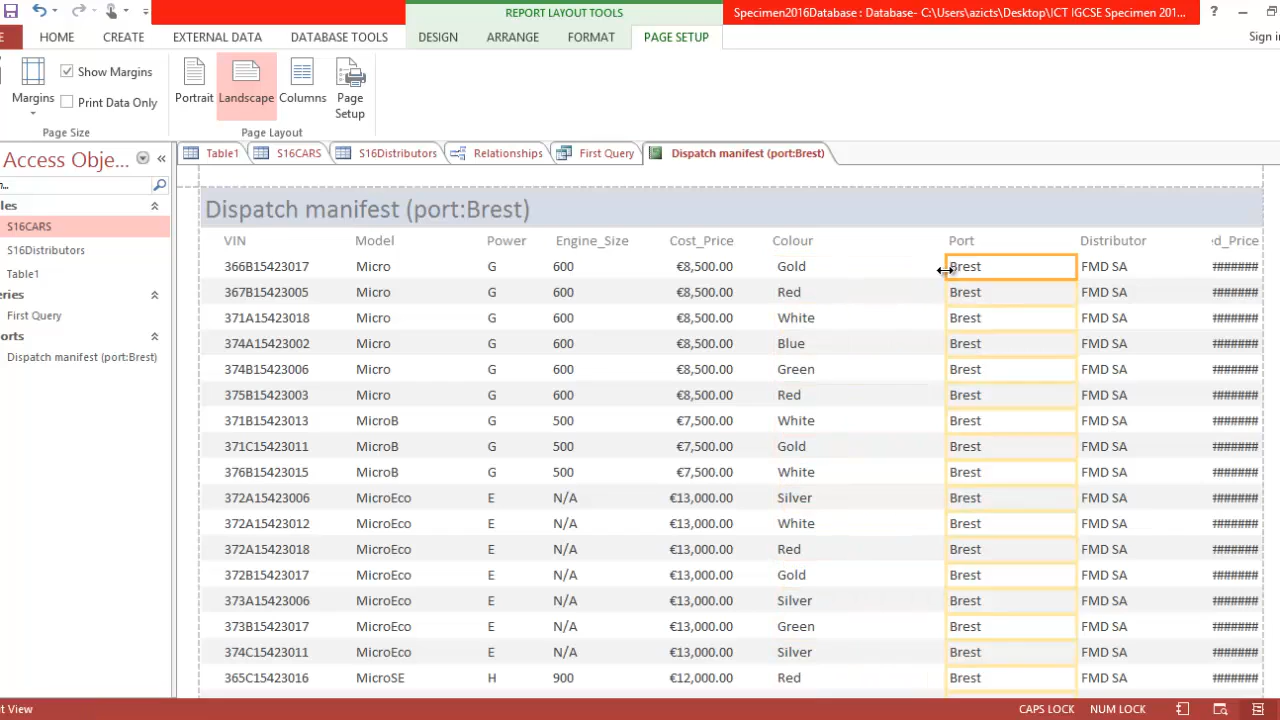 REPORT LAYOUT TOOLS
Specimen2016Database : Database- C:\Users\azicts\Desktop\ICT IGCSE Specimen 201...
?
E HOME CREATE EXTERNAL DATA DATABASE TOOLS DESIGN ARRANGE FORMAT PAGE SETUP Sign in
Margins
Show Margins
Print Data Only
Portrait Landscape Columns Page Setup
Page Size Page Layout
Access Obje... «
Table1 S16CARS S16Distributors Relationships First Query Dispatch manifest (port:Brest)
...
les
S16CARS
S16Distributors
Table1
eries
First Query
orts
Dispatch manifest (port:Brest)
Dispatch manifest (port:Brest)
VIN Model Power Engine_Size Cost_Price Colour Port Distributor ed_Price
366B15423017 Micro G 600 €8,500.00 Gold Brest FMD SA #######
367B15423005 Micro G 600 €8,500.00 Red Brest FMD SA #######
371A15423018 Micro G 600 €8,500.00 White Brest FMD SA #######
374A15423002 Micro G 600 €8,500.00 Blue Brest FMD SA #######
374B15423006 Micro G 600 €8,500.00 Green Brest FMD SA #######
375B15423003 Micro G 600 €8,500.00 Red Brest FMD SA #######
371B15423013 MicroB G 500 €7,500.00 White Brest FMD SA #######
371C15423011 MicroB G 500 €7,500.00 Gold Brest FMD SA #######
376B15423015 MicroB G 500 €7,500.00 White Brest FMD SA #######
372A15423006 MicroEco E N/A €13,000.00 Silver Brest FMD SA #######
372A15423012 MicroEco E N/A €13,000.00 White Brest FMD SA #######
372A15423018 MicroEco E N/A €13,000.00 Red Brest FMD SA #######
372B15423017 MicroEco E N/A €13,000.00 Gold Brest FMD SA #######
373A15423006 MicroEco E N/A €13,000.00 Silver Brest FMD SA #######
373B15423017 MicroEco E N/A €13,000.00 Green Brest FMD SA #######
374C15423011 MicroEco E N/A €13,000.00 Silver Brest FMD SA #######
365C15423016 MicroSE H 900 €12,000.00 Red Brest FMD SA #######
t View CAPS LOCK NUM LOCK